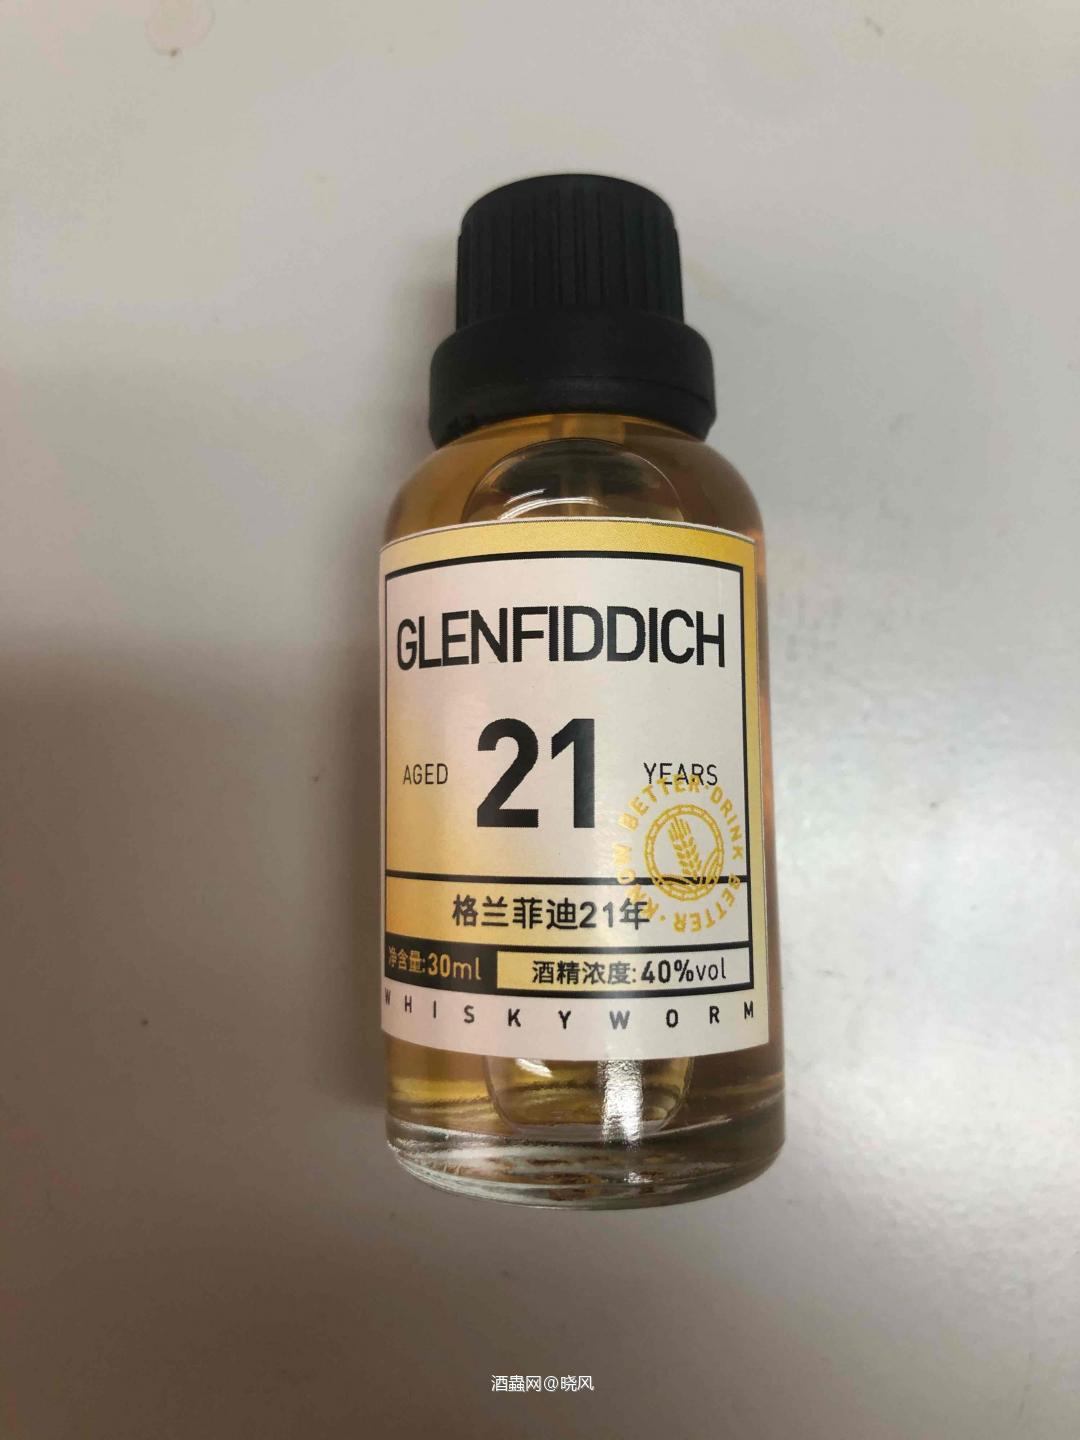 GLENFIDDICH
AGED 21 YEARS
KNOW BETTER·DRINK BETTER·
格兰菲迪21年
净含量:30ml 酒精浓度:40%vol
WHISKYWORM
酒蟲网@晓风